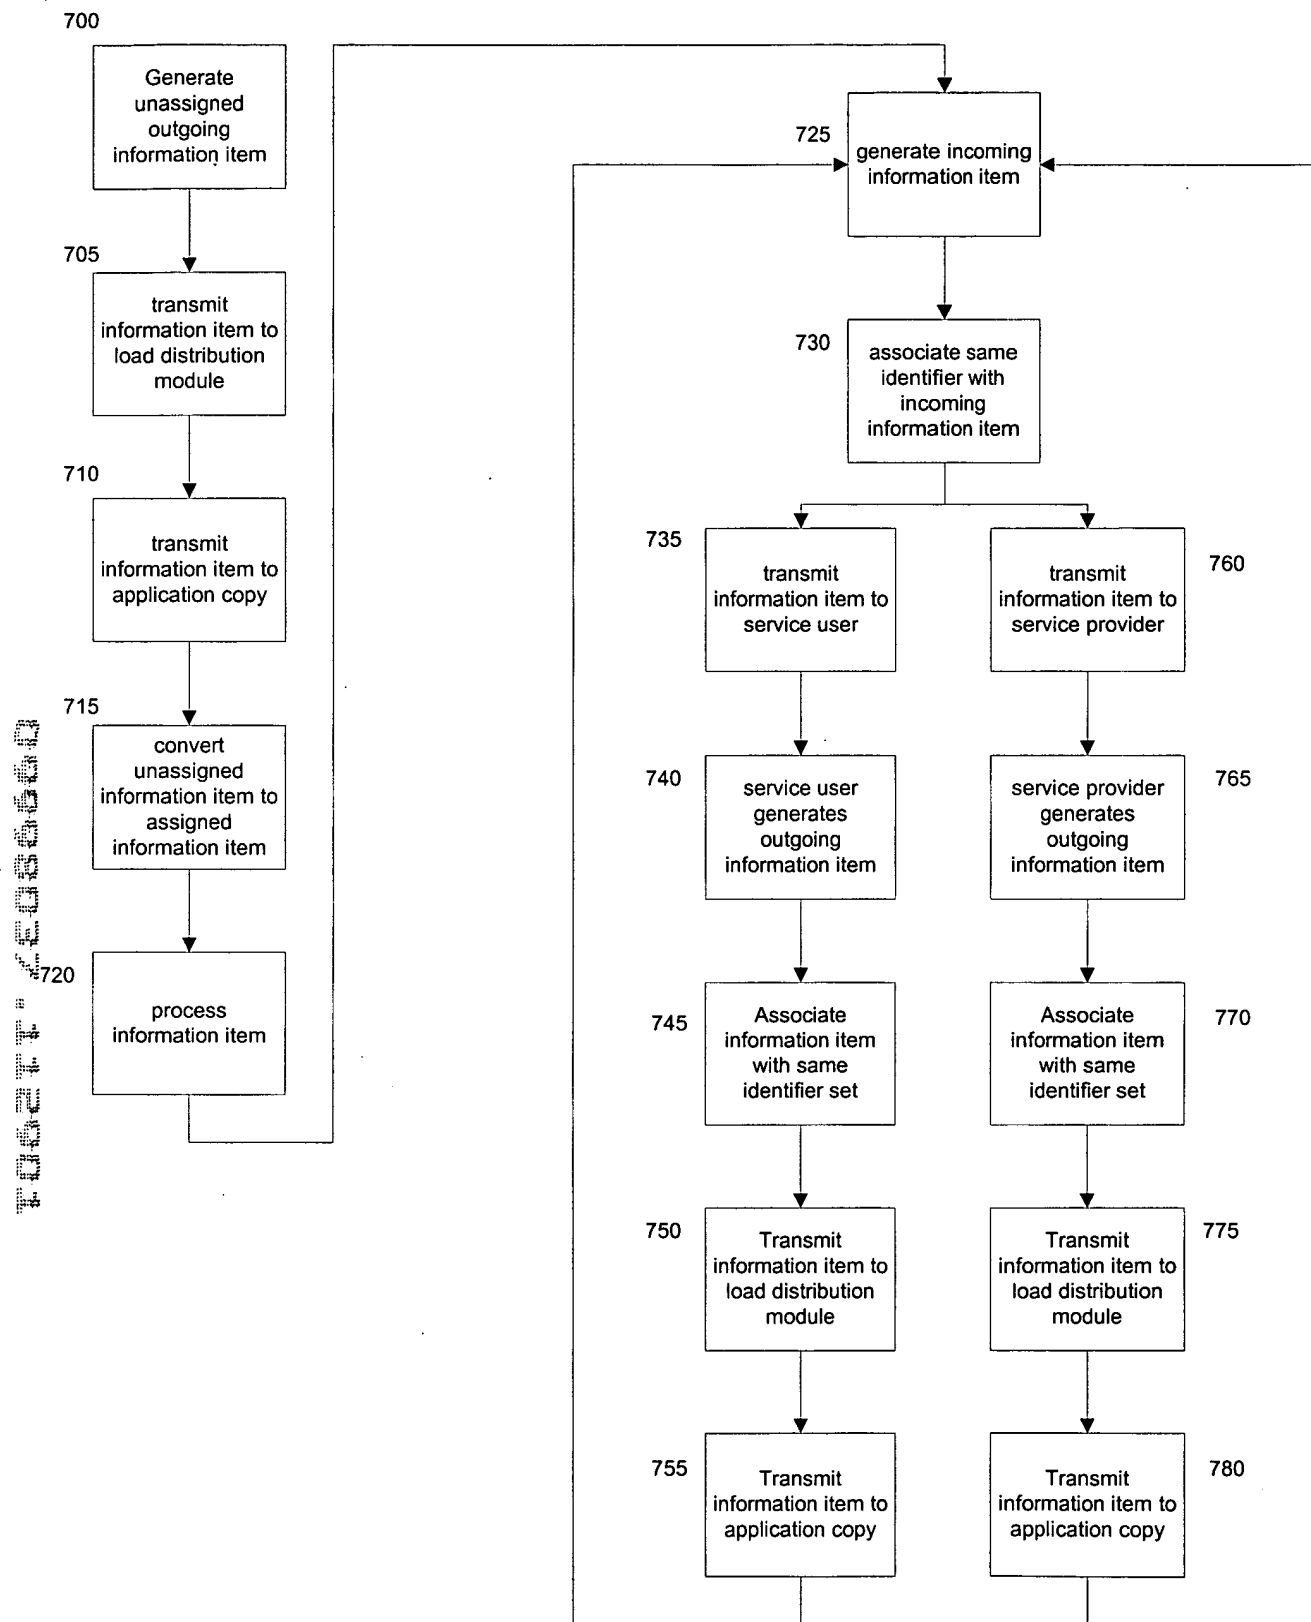 700
Generate
unassigned
outgoing
information item
705
transmit
information item to
load distribution
module
710
transmit
information item to
application copy
715
convert
unassigned
information item to
assigned
information item
720
process
information item
725
generate incoming
information item
730
associate same
identifier with
incoming
information item
735
transmit
information item to
service user
740
service user
generates
outgoing
information item
745
Associate
information item
with same
identifier set
750
Transmit
information item to
load distribution
module
755
Transmit
information item to
application copy
760
transmit
information item to
service provider
765
service provider
generates
outgoing
information item
770
Associate
information item
with same
identifier set
775
Transmit
information item to
load distribution
module
780
Transmit
information item to
application copy